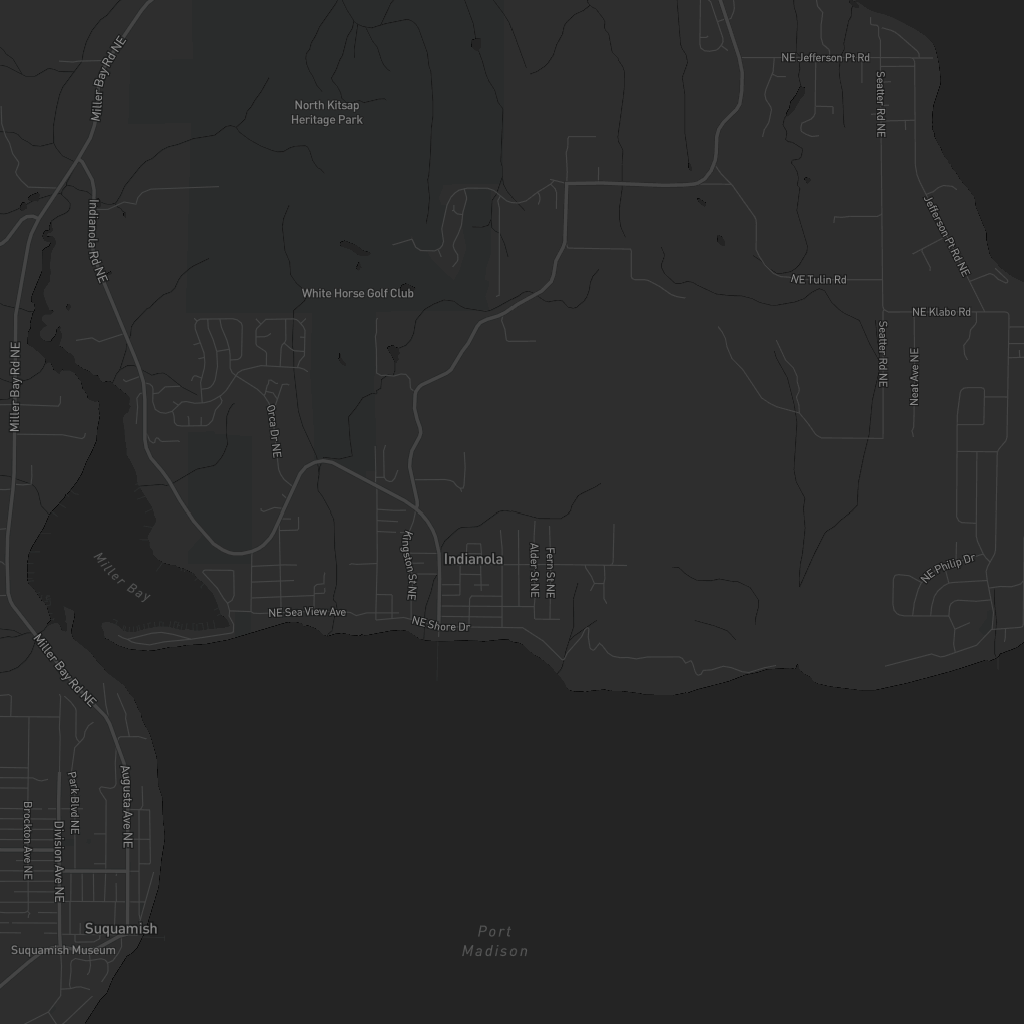 Miller Bay Rd NE
NE Jefferson Pt Rd
Seatter Rd NE
North Kitsap
Heritage Park
Indianola Rd NE
Jefferson Pt Rd NE
NE Tulin Rd
White Horse Golf Club
NE Klabo Rd
Miller Bay Rd NE
Seatter Rd NE
Neat Ave NE
Orca Dr NE
Kingston St NE
Indianola
Alder St NE
Fern St NE
Miller Bay
NE Philip Dr
NE Sea View Ave
NE Shore Dr
Miller Bay Rd NE
Park Blvd NE
Augusta Ave NE
Brockton Ave NE
Division Ave NE
Suquamish
Suquamish Museum
Port
Madison